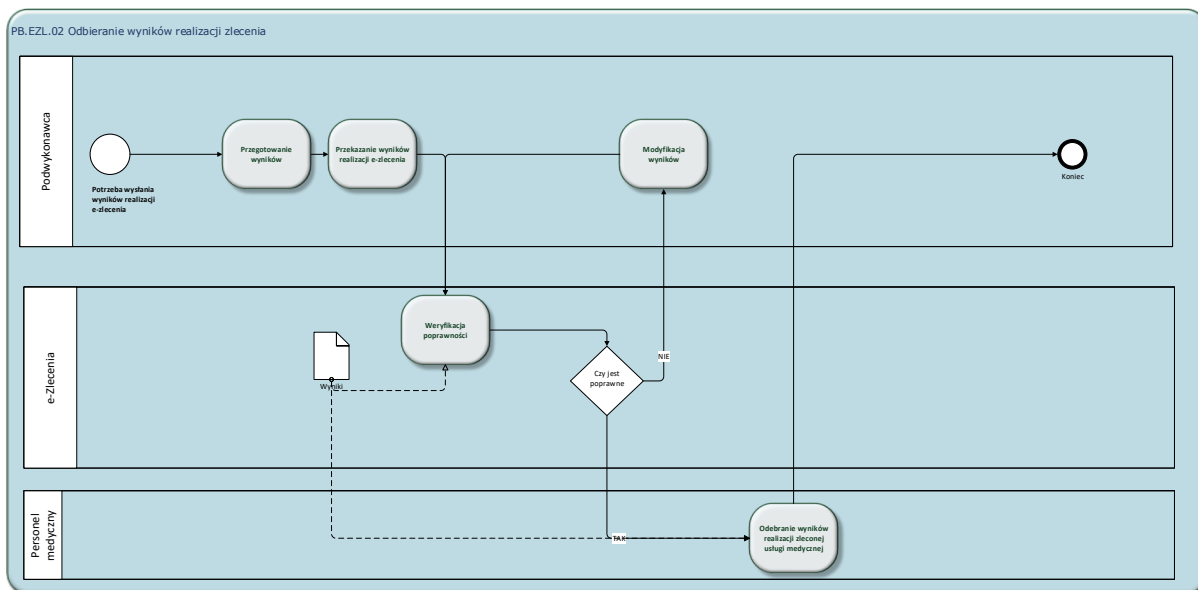 PB.EZL.02 Odbieranie wyników realizacji zlecenia
Podwykonawca
Potrzeba wysłania
wyników realizacji
e-zlecenia
Przegotowanie
wyników
Przekazanie wyników
realizacji e-zlecenia
Modyfikacja
wyników
Koniec
e-Zlecenia
Wyniki
Weryfikacja
poprawności
Czy jest
poprawne
NIE
Personel
medyczny
TAK
Odebranie wyników
realizacji zleconej
usługi medycznej